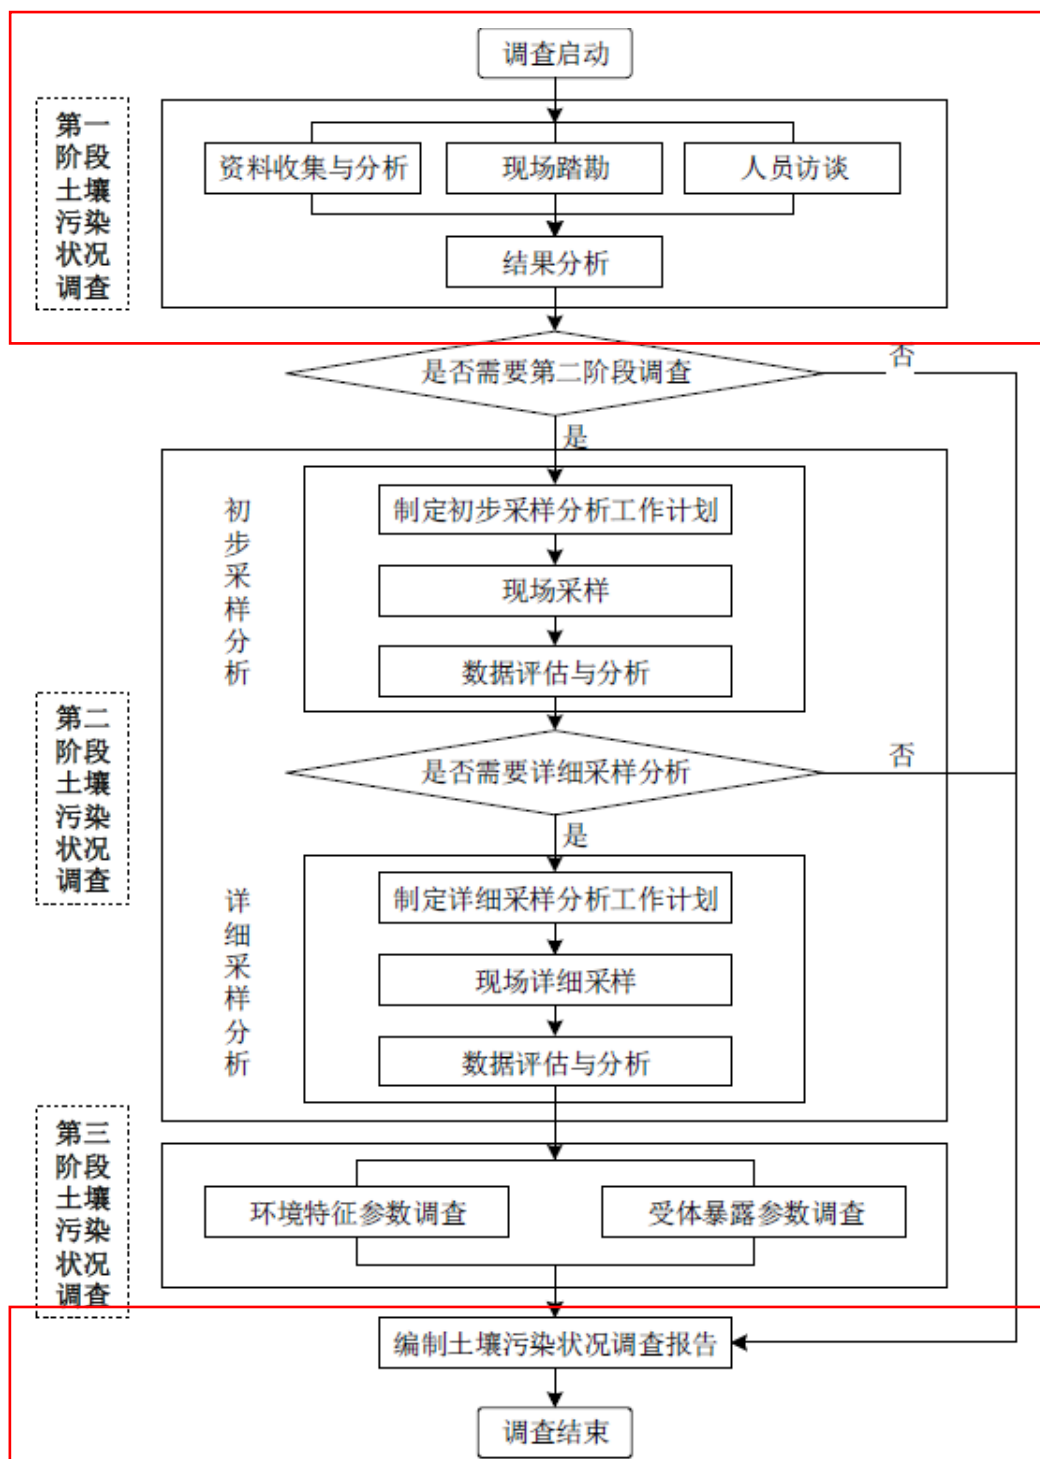 调查启动
第一
阶段
土壤
污染
状况
调查
资料收集与分析
现场踏勘
人员访谈
结果分析
是否需要第二阶段调查
否
是
初
步
采
样
分
析
制定初步采样分析工作计划
现场采样
数据评估与分析
第二
阶段
土壤
污染
状况
调查
是否需要详细采样分析
否
是
详
细
采
样
分
析
制定详细采样分析工作计划
现场详细采样
数据评估与分析
第三
阶段
土壤
污染
状况
调查
环境特征参数调查
受体暴露参数调查
编制土壤污染状况调查报告
调查结束